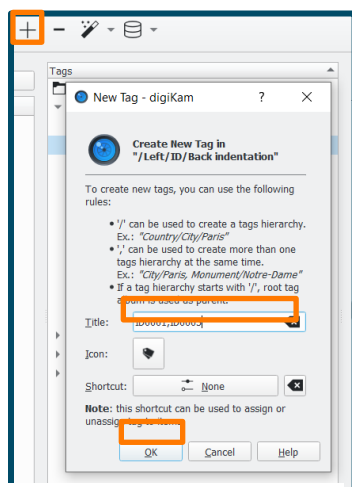 Tags
New Tag - digiKam
Create New Tag in
"/Left/ID/Back indentation"
To create new tags, you can use the following
rules:
• '/' can be used to create a tags hierarchy.
Ex.: "Country/City/Paris"
• ',' can be used to create more than one
tags hierarchy at the same time.
Ex.: "City/Paris, Monument/Notre-Dame"
• If a tag hierarchy starts with '/', root tag
album is used as parent.
Title:
Icon:
Shortcut: None
Note: this shortcut can be used to assign or
unassign tag to items.
OK Cancel Help